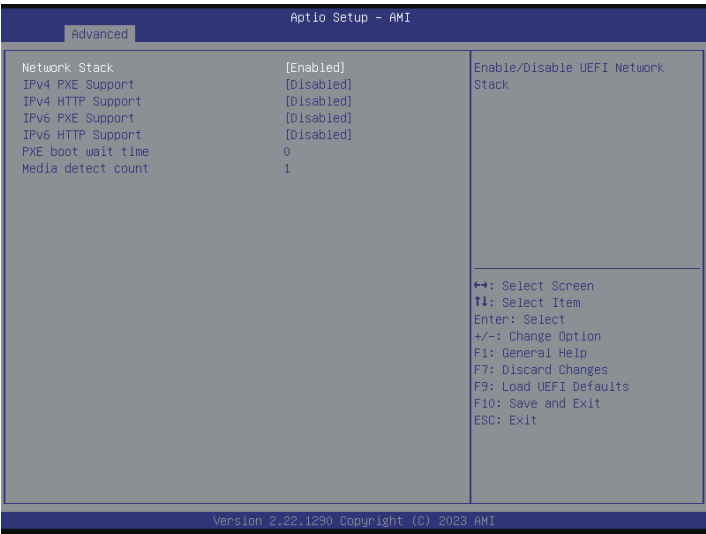 Aptio Setup – AMI
Advanced
Network Stack [Enabled]
IPv4 PXE Support [Disabled]
IPv4 HTTP Support [Disabled]
IPv6 PXE Support [Disabled]
IPv6 HTTP Support [Disabled]
PXE boot wait time 0
Media detect count 1
Enable/Disable UEFI Network
Stack
→←: Select Screen
↑↓: Select Item
Enter: Select
+/-: Change Option
F1: General Help
F7: Discard Changes
F9: Load UEFI Defaults
F10: Save and Exit
ESC: Exit
Version 2.22.1290 Copyright (C) 2023 AMI